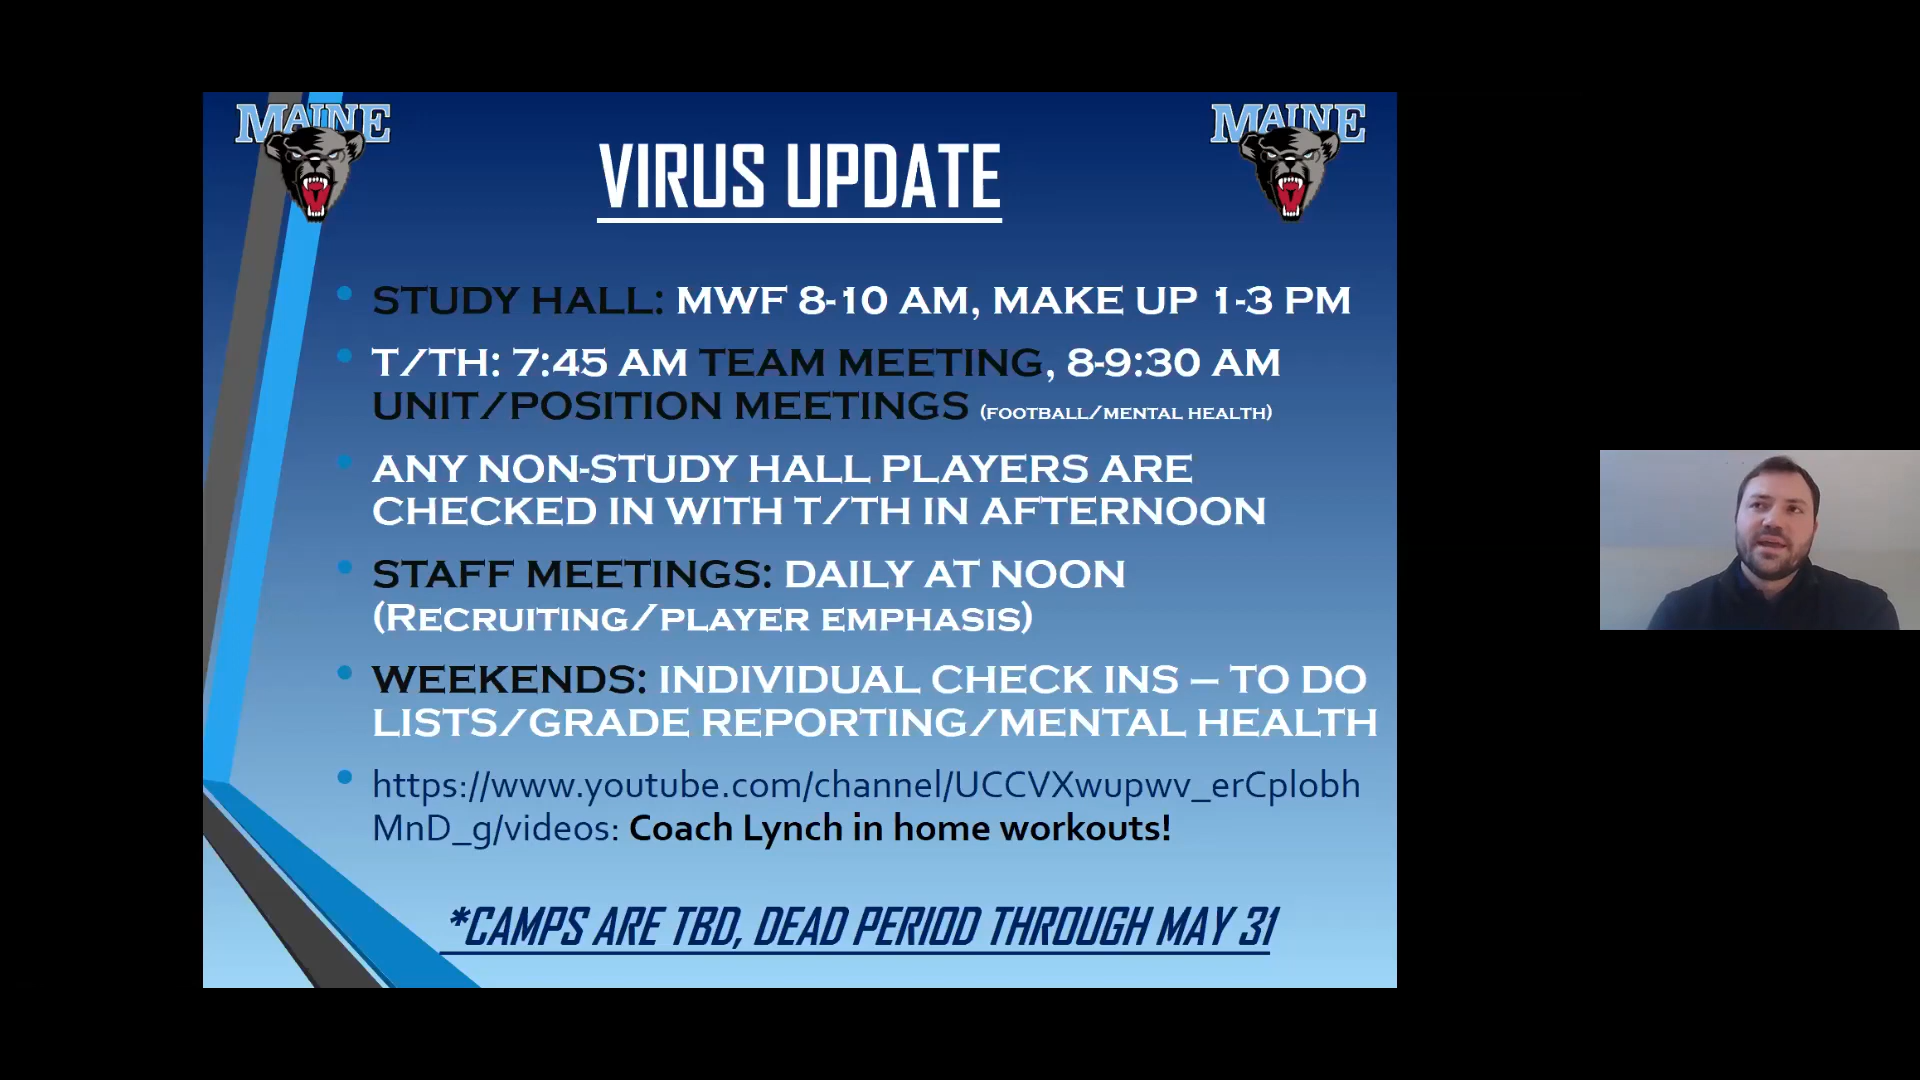 MAINE
MAINE
VIRUS UPDATE
STUDY HALL: MWF 8-10 AM, MAKE UP 1-3 PM
T/TH: 7:45 AM TEAM MEETING, 8-9:30 AM
UNIT/POSITION MEETINGS (FOOTBALL/MENTAL HEALTH)
ANY NON-STUDY HALL PLAYERS ARE
CHECKED IN WITH T/TH IN AFTERNOON
STAFF MEETINGS: DAILY AT NOON
(RECRUITING/PLAYER EMPHASIS)
WEEKENDS: INDIVIDUAL CHECK INS – TO DO
LISTS/GRADE REPORTING/MENTAL HEALTH
https://www.youtube.com/channel/UCCVXwupwv_erCplobh
MnD_g/videos: Coach Lynch in home workouts!
*CAMPS ARE TBD, DEAD PERIOD THROUGH MAY 31